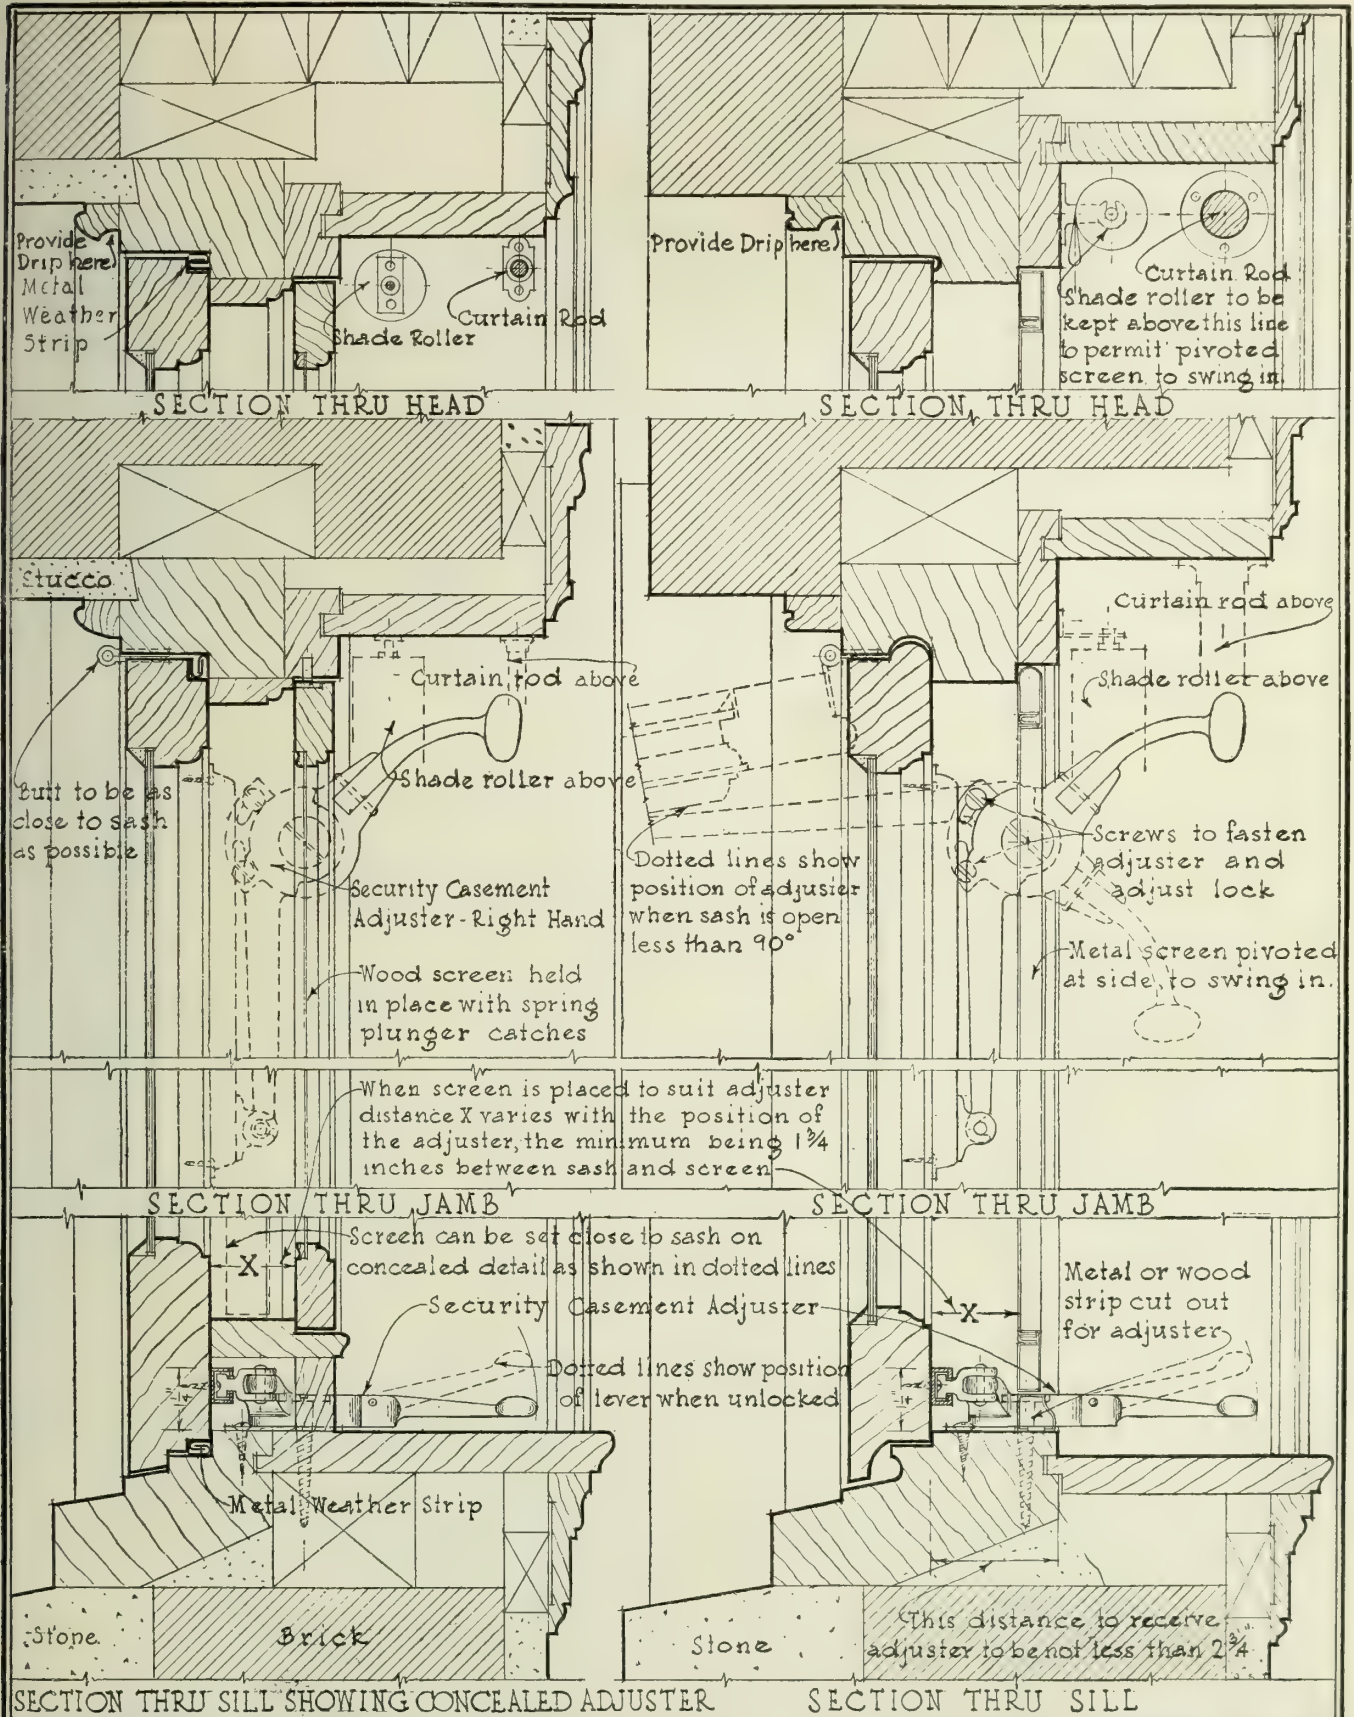 Provide
Drip here
Metal
Weather
Strip
Shade Roller
Curtain Rod
SECTION THRU HEAD
Provide Drip here
Curtain Rod
Shade roller to be
kept above this line
to permit pivoted
screen to swing in.
SECTION THRU HEAD
Stucco
Butt to be as
close to sash
as possible
Curtain rod above
Shade roller above
Security Casement
Adjuster-Right Hand
Wood screen held
in place with spring
plunger catches
Curtain rod above
Shade roller above
Dotted lines show
position of adjuster
when sash is open
less than 90°
Screws to fasten
adjuster and
adjust lock
Metal screen pivoted
at side to swing in.
When screen is placed to suit adjuster
distance X varies with the position of
the adjuster, the minimum being 1 3/4
inches between sash and screen
SECTION THRU JAMB
SECTION THRU JAMB
Screen can be set close to sash on
concealed detail as shown in dotted lines
X
Security Casement Adjuster
Dotted lines show position
of lever when unlocked
Metal Weather Strip
X
Metal or wood
strip cut out
for adjuster
Stone
Brick
Stone
This distance to receive
adjuster to be not less than 2 3/4
SECTION THRU SILL SHOWING CONCEALED ADJUSTER
SECTION THRU SILL